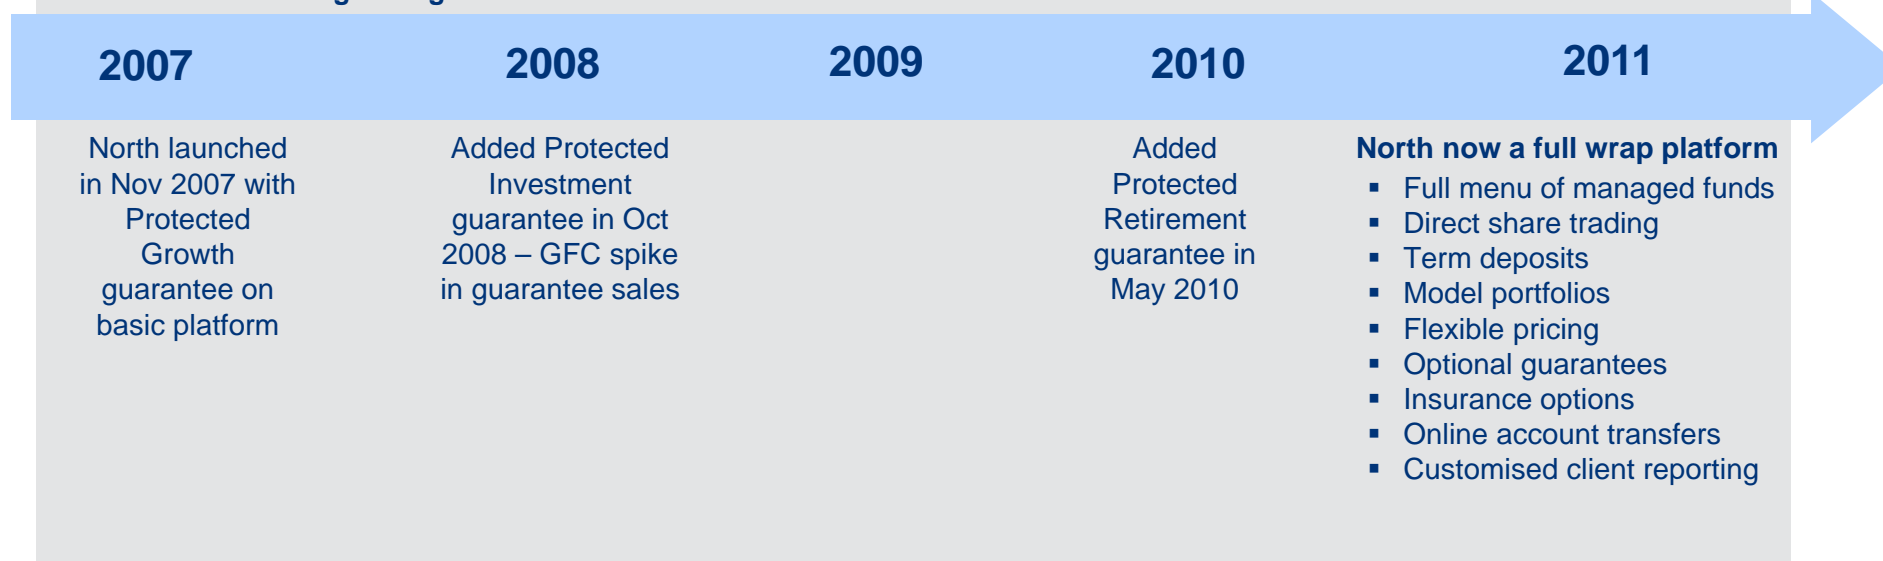 2007
2008
2009
2010
2011
North launched
in Nov 2007 with
Protected
Growth
guarantee on
basic platform
Added Protected
Investment
guarantee in Oct
2008 – GFC spike
in guarantee sales
Added
Protected
Retirement
guarantee in
May 2010
North now a full wrap platform
▪ Full menu of managed funds
▪ Direct share trading
▪ Term deposits
▪ Model portfolios
▪ Flexible pricing
▪ Optional guarantees
▪ Insurance options
▪ Online account transfers
▪ Customised client reporting